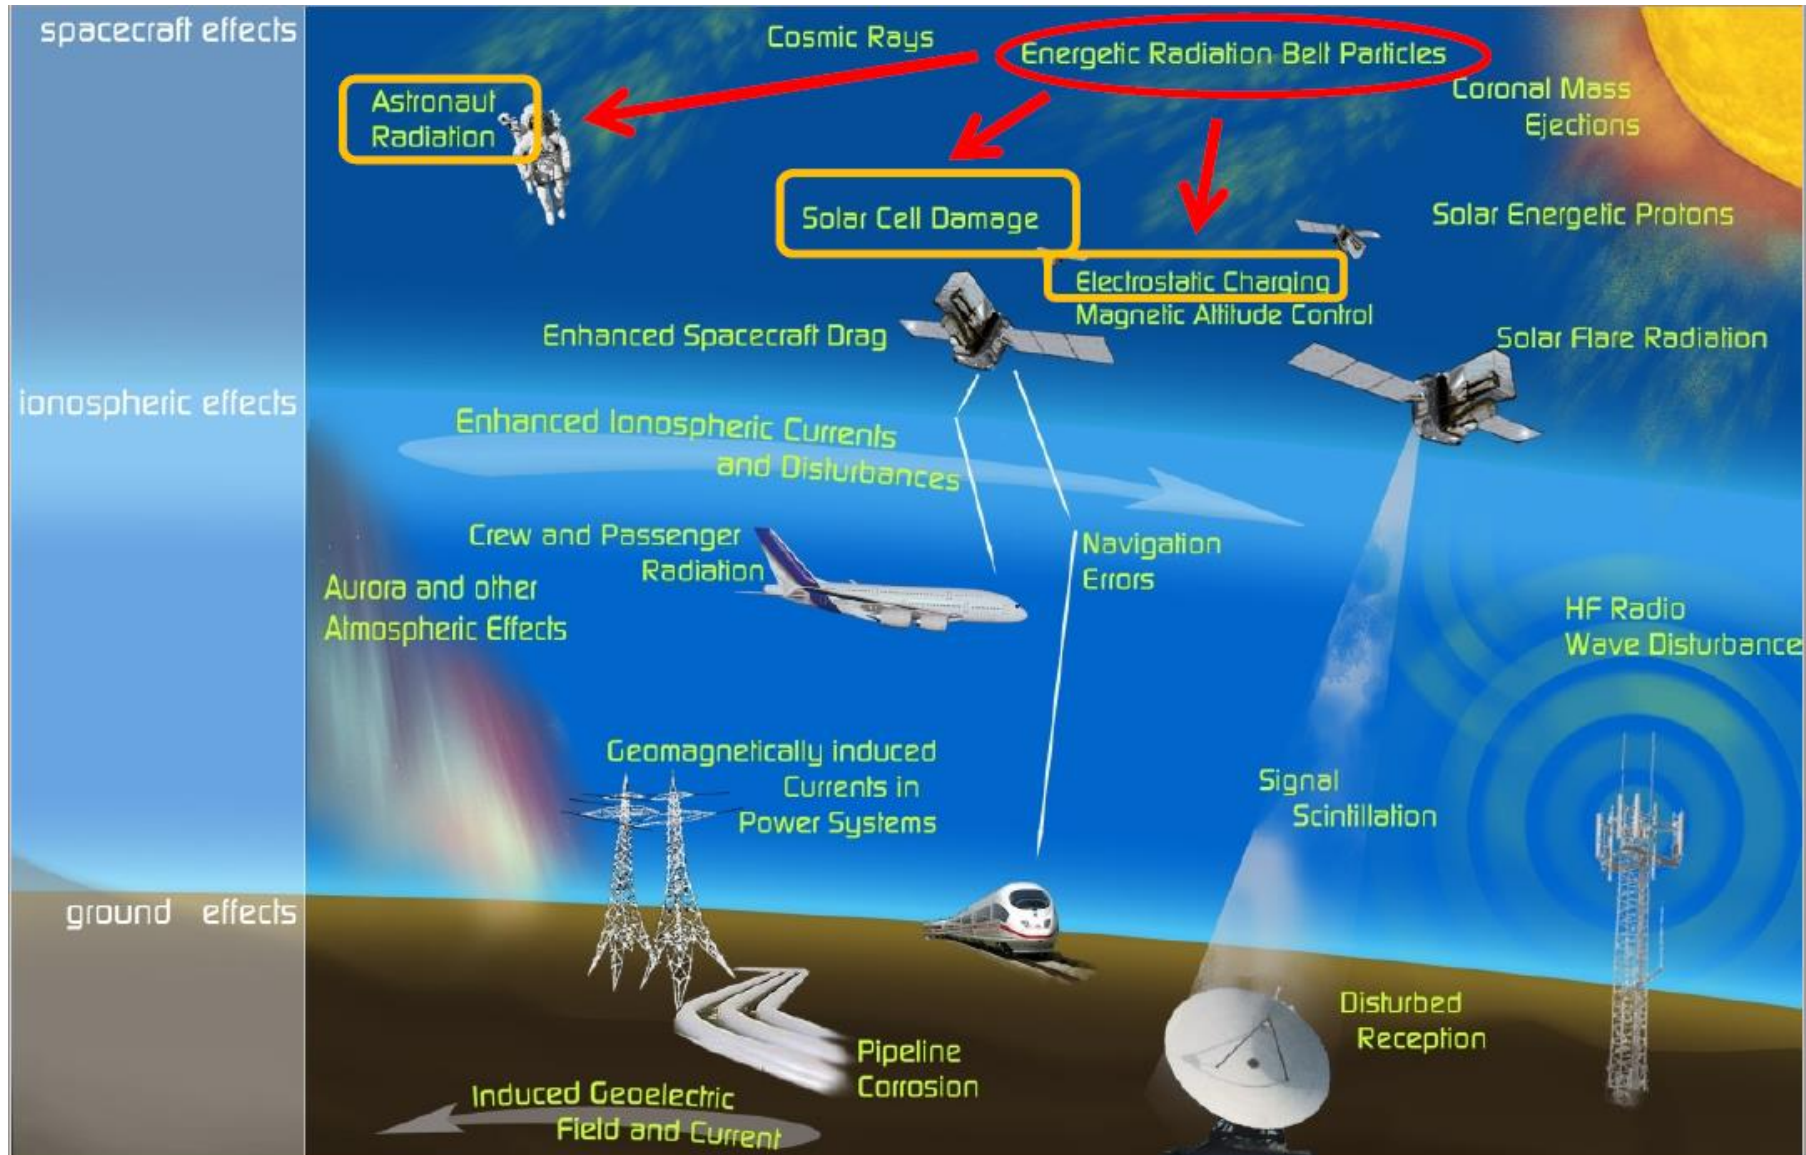 spacecraft effects
Cosmic Rays
Energetic Radiation Belt Particles
Astronaut
Radiation
Coronal Mass
Ejections
Solar Cell Damage
Solar Energetic Protons
Electrostatic Charging
Magnetic Attitude Control
Enhanced Spacecraft Drag
Solar Flare Radiation
ionospheric effects
Enhanced Ionospheric Currents
and Disturbances
Crew and Passenger
Radiation
Navigation
Errors
Aurora and other
Atmospheric Effects
HF Radio
Wave Disturbance
Geomagnetically induced
Currents in
Power Systems
Signal
Scintillation
ground effects
Disturbed
Reception
Pipeline
Corrosion
Induced Geoelectric
Field and Current